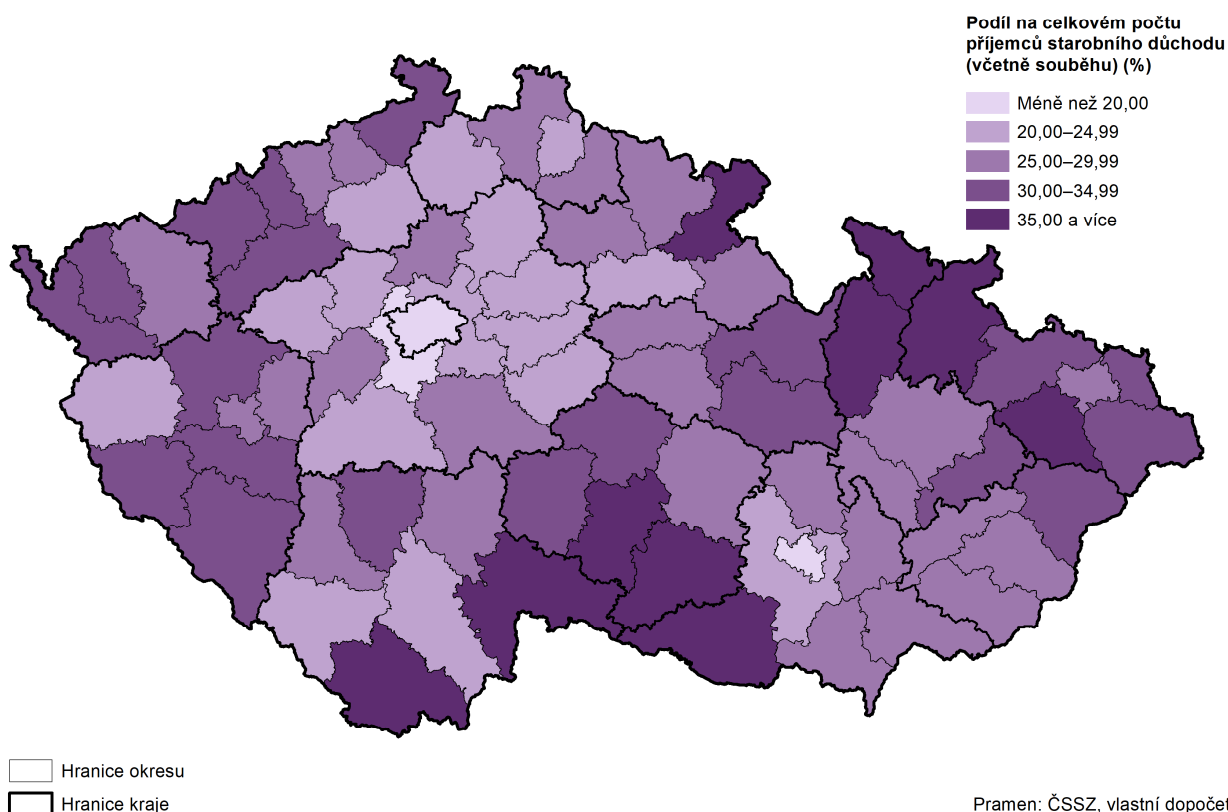 Podíl na celkovém počtu
příjemců starobního důchodu
(včetně souběhu) (%)
Méně než 20,00
20,00–24,99
25,00–29,99
30,00–34,99
35,00 a více
Hranice okresu
Hranice kraje
Pramen: ČSSZ, vlastní dopočet